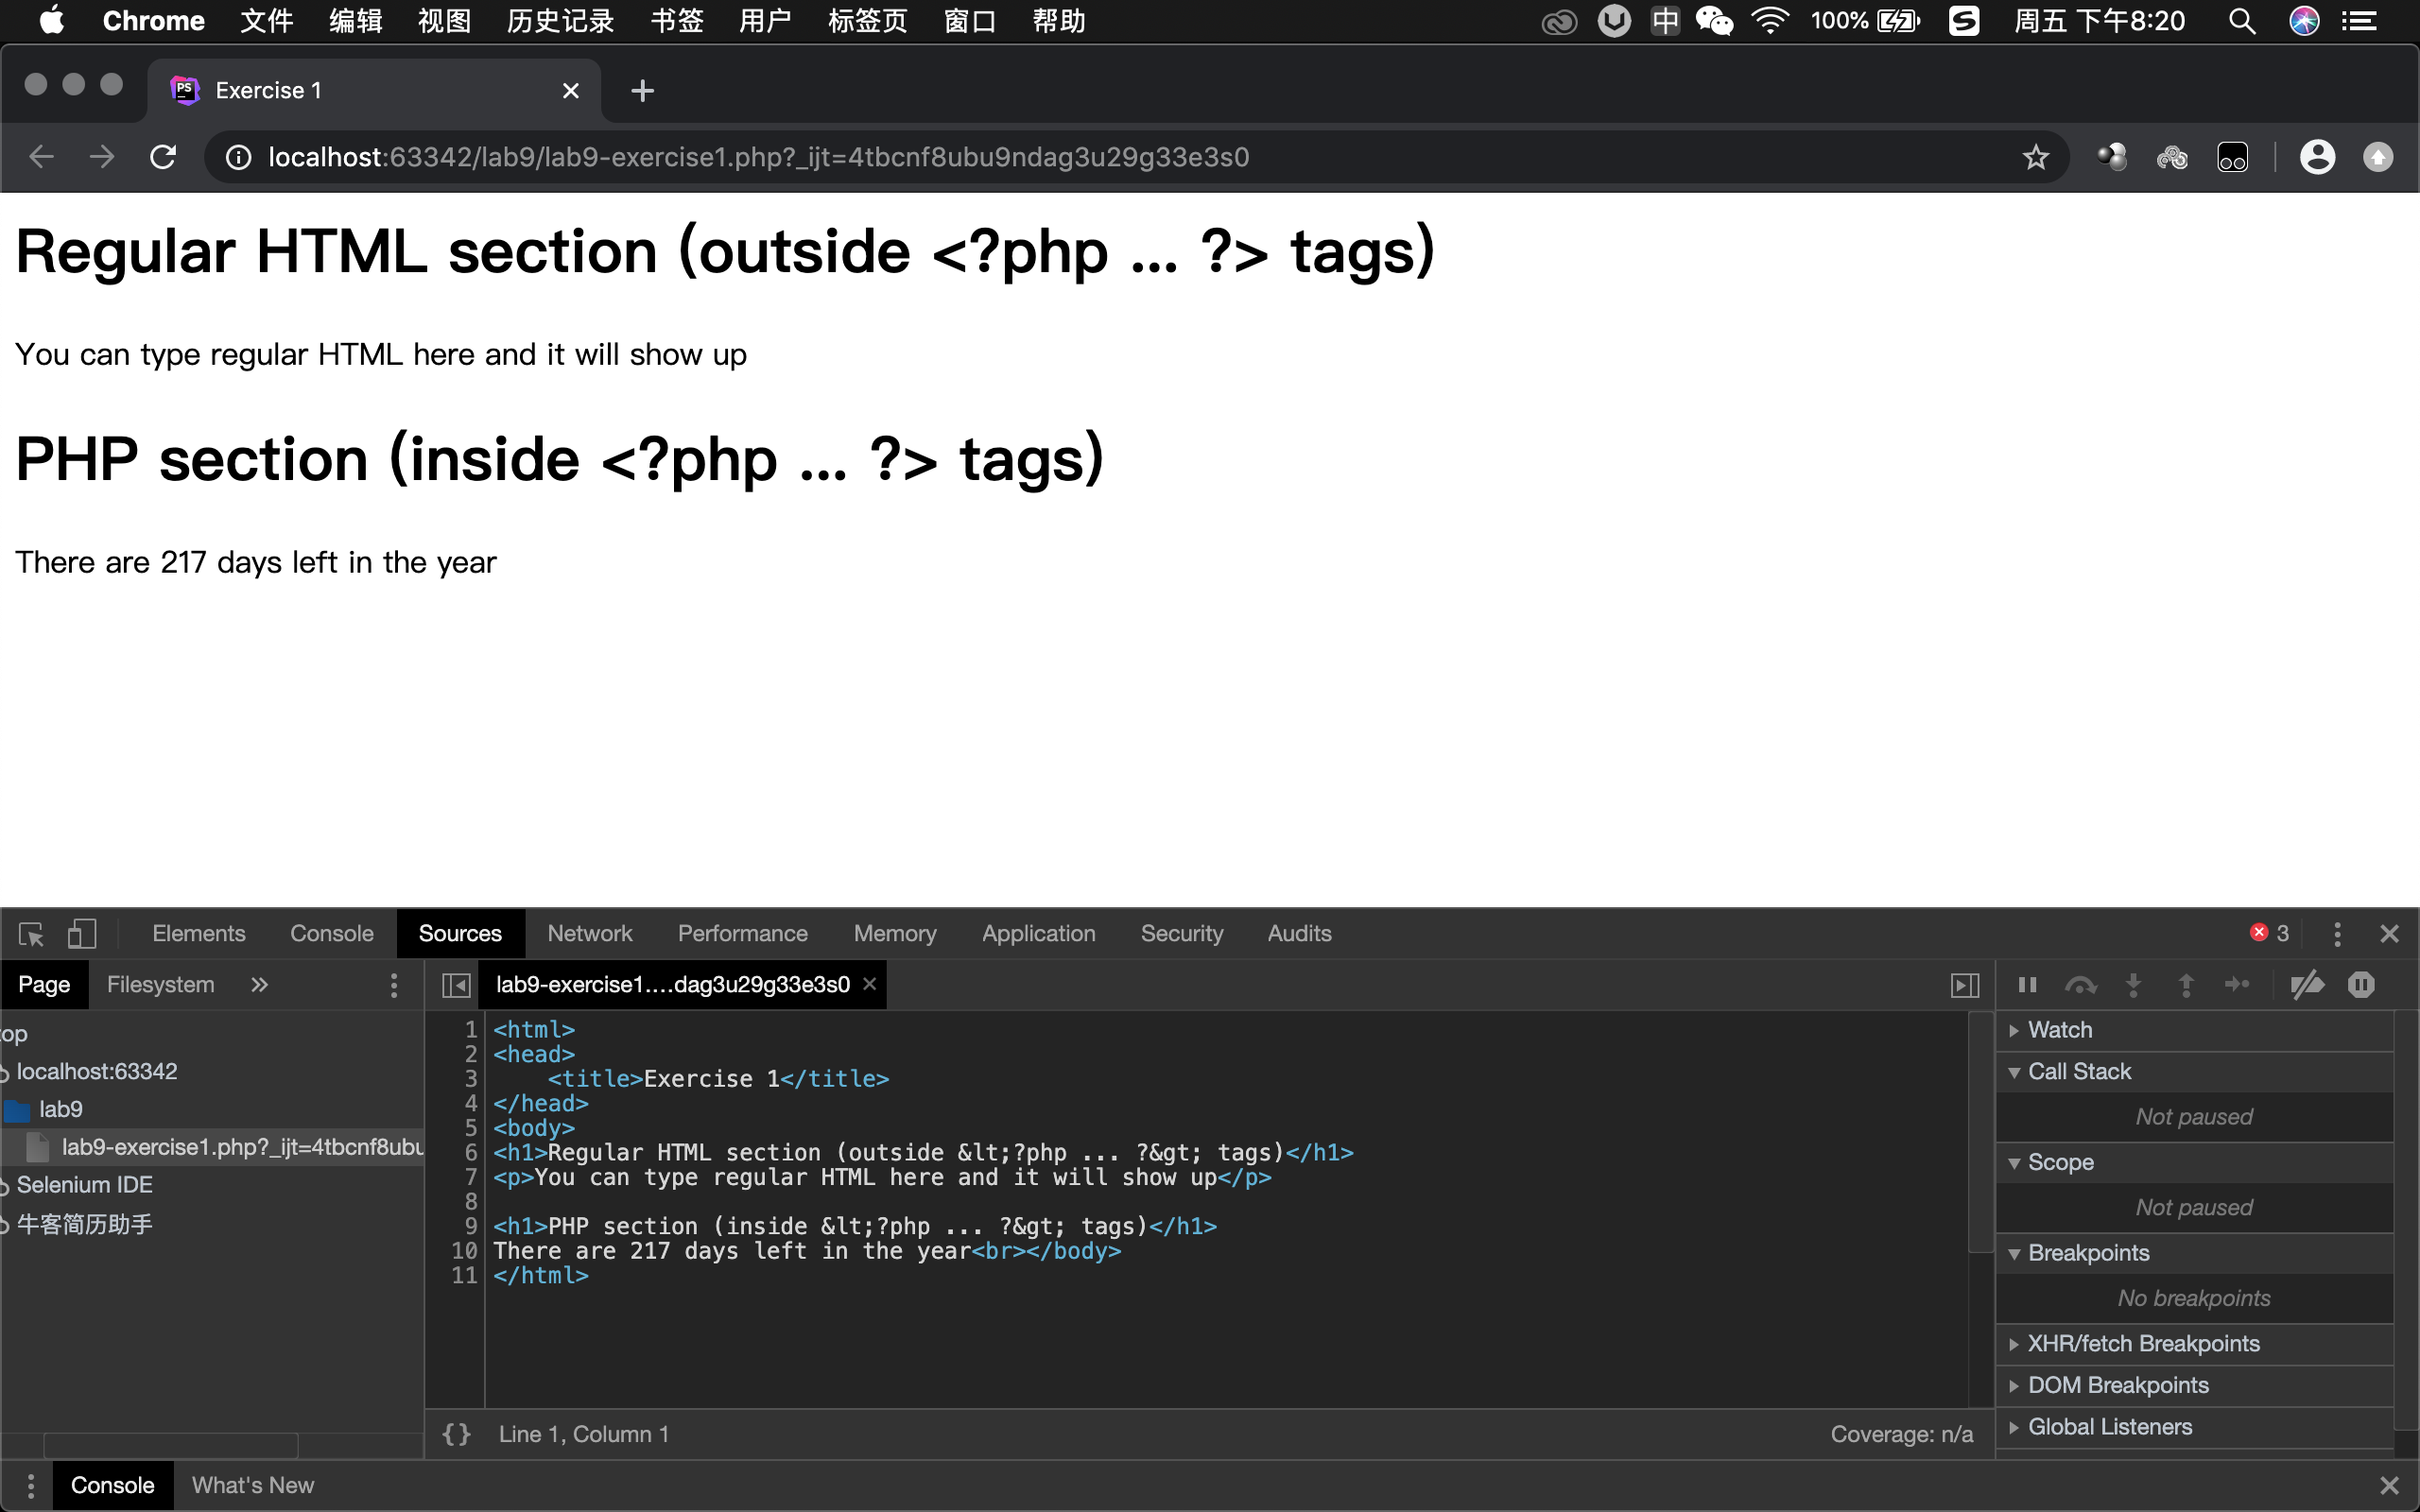 Chrome 文件 编辑 视图 历史记录 书签 用户 标签页 窗口 帮助 中 100% 周五 下午8:20
PS Exercise 1
localhost:63342/lab9/lab9-exercise1.php?_ijt=4tbcnf8ubu9ndag3u29g33e3s0
Regular HTML section (outside <?php ... ?> tags)
You can type regular HTML here and it will show up
PHP section (inside <?php ... ?> tags)
There are 217 days left in the year
Elements Console Sources Network Performance Memory Application Security Audits 3
Page Filesystem » lab9-exercise1....dag3u29g33e3s0
op
localhost:63342
lab9
lab9-exercise1.php?_ijt=4tbcnf8ubu
Selenium IDE
牛客简历助手
1 <html>
2 <head>
3     <title>Exercise 1</title>
4 </head>
5 <body>
6 <h1>Regular HTML section (outside &lt;?php ... ?&gt; tags)</h1>
7 <p>You can type regular HTML here and it will show up</p>
8
9 <h1>PHP section (inside &lt;?php ... ?&gt; tags)</h1>
10 There are 217 days left in the year<br></body>
11 </html>
{} Line 1, Column 1 Coverage: n/a
Watch
Call Stack
Not paused
Scope
Not paused
Breakpoints
No breakpoints
XHR/fetch Breakpoints
DOM Breakpoints
Global Listeners
Console What's New